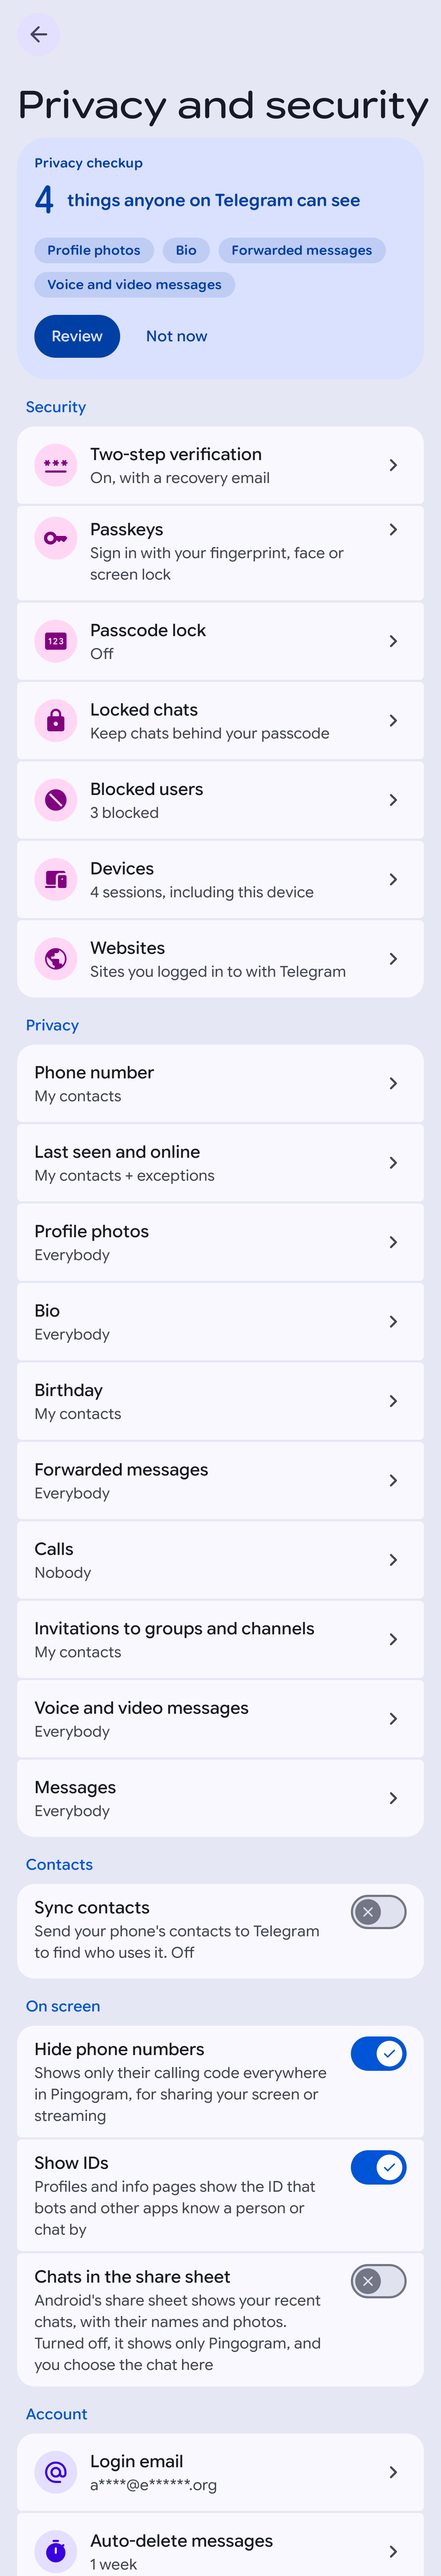 Privacy and security
Privacy checkup
4 things anyone on Telegram can see
Profile photos
Bio
Forwarded messages
Voice and video messages
Review
Not now
Security
Two-step verification
On, with a recovery email
Passkeys
Sign in with your fingerprint, face or
screen lock
123
Passcode lock
Off
Locked chats
Keep chats behind your passcode
Blocked users
3 blocked
Devices
4 sessions, including this device
Websites
Sites you logged in to with Telegram
Privacy
Phone number
My contacts
Last seen and online
My contacts + exceptions
Profile photos
Everybody
Bio
Everybody
Birthday
My contacts
Forwarded messages
Everybody
Calls
Nobody
Invitations to groups and channels
My contacts
Voice and video messages
Everybody
Messages
Everybody
Contacts
Sync contacts
Send your phone's contacts to Telegram
to find who uses it. Off
On screen
Hide phone numbers
Shows only their calling code everywhere
in Pingogram, for sharing your screen or
streaming
Show IDs
Profiles and info pages show the ID that
bots and other apps know a person or
chat by
Chats in the share sheet
Android's share sheet shows your recent
chats, with their names and photos.
Turned off, it shows only Pingogram, and
you choose the chat here
Account
Login email
a****@e******.org
Auto-delete messages
1 week